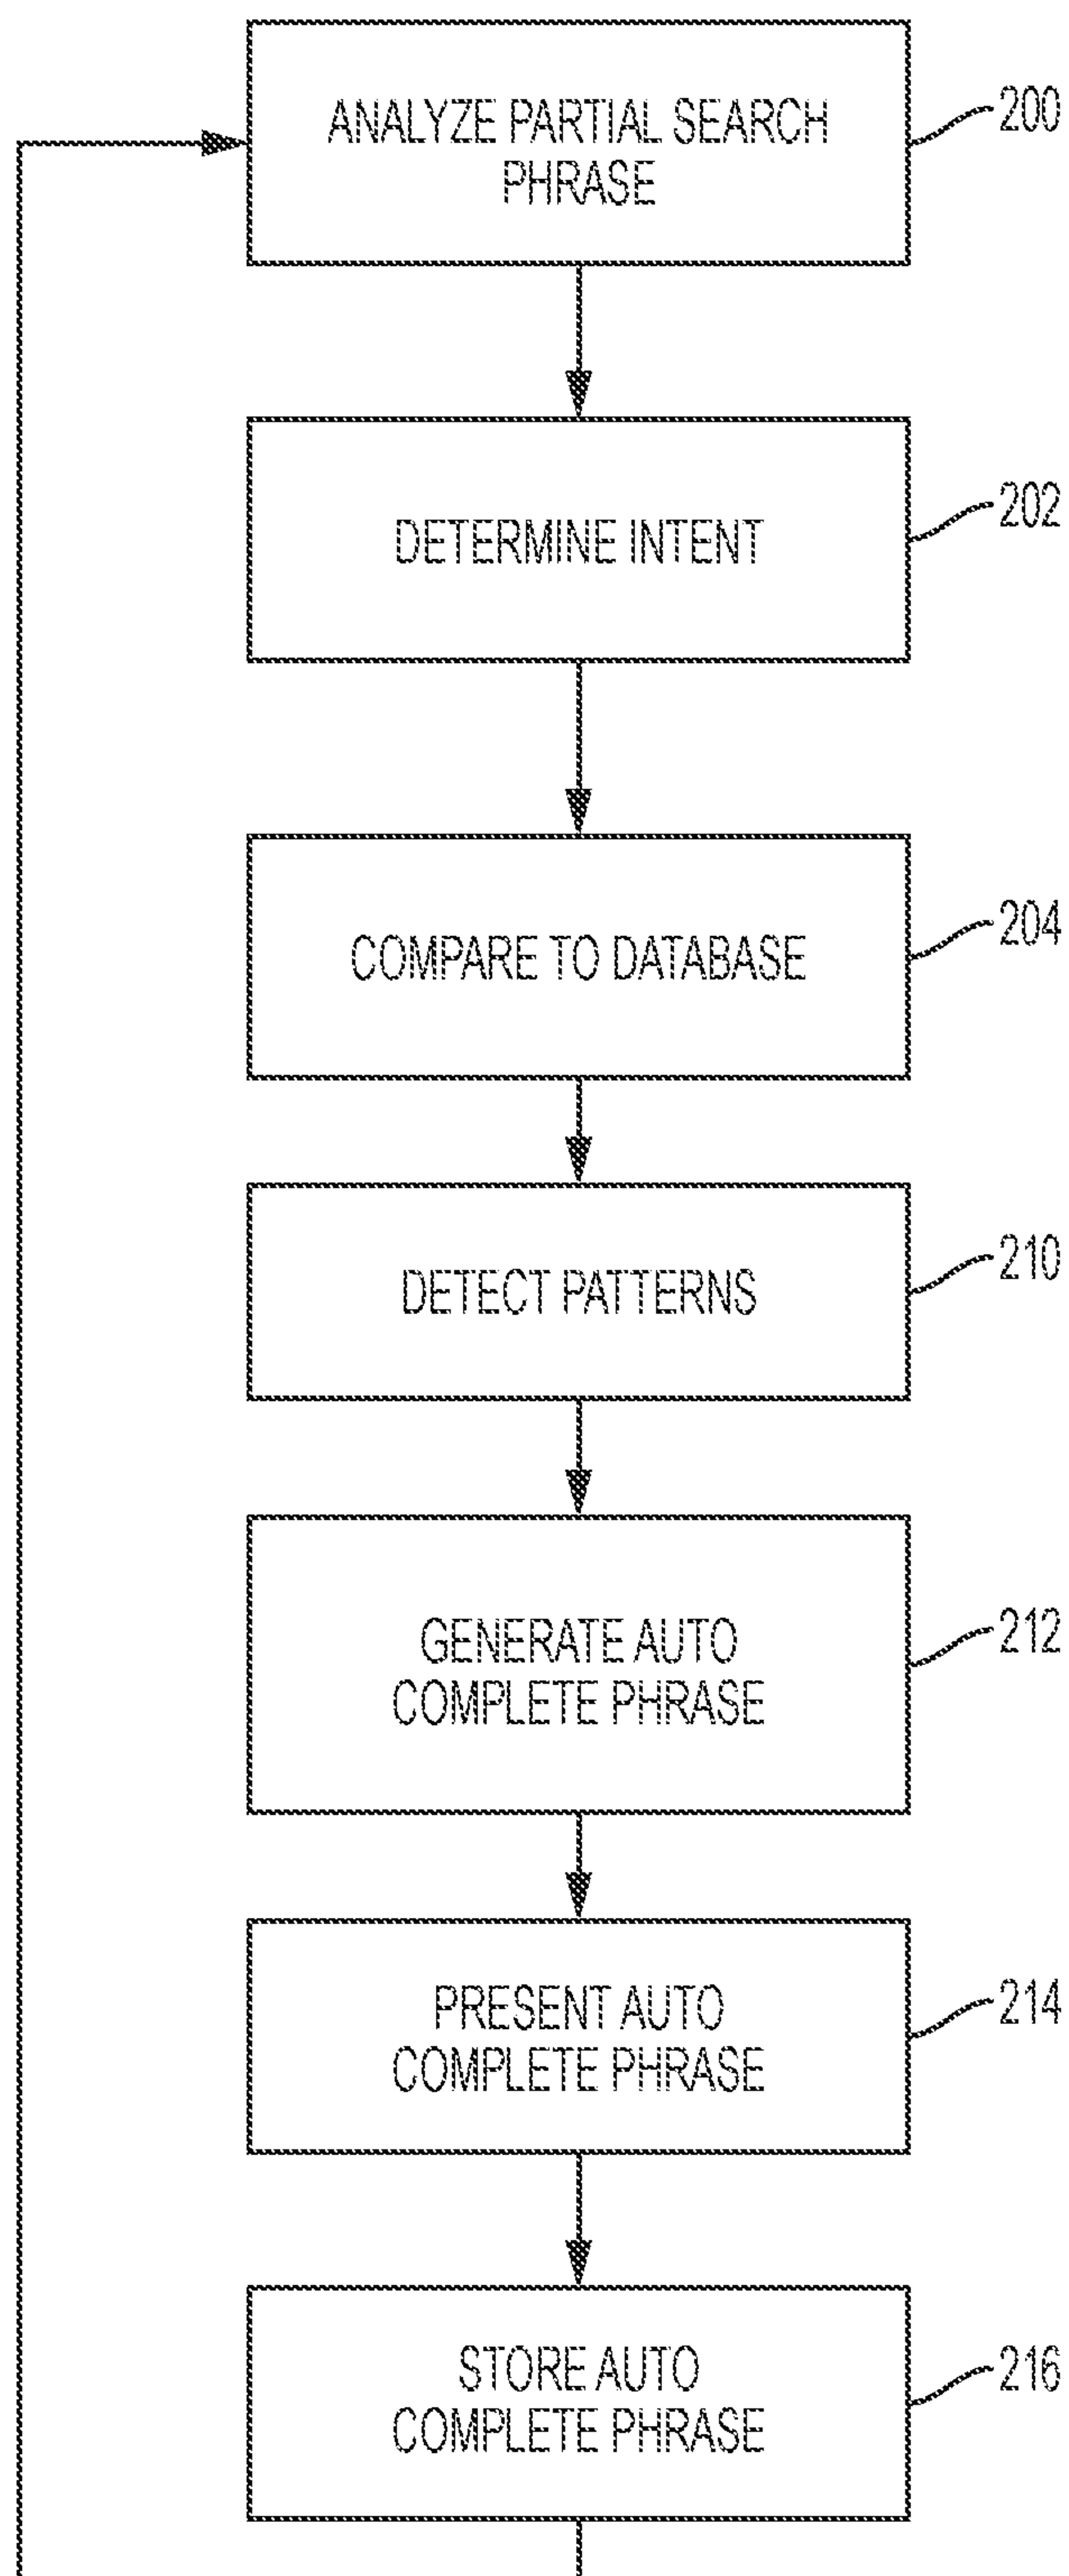 ANALYZE PARTIAL SEARCH
PHRASE
200
DETERMINE INTENT
202
COMPARE TO DATABASE
204
DETECT PATTERNS
210
GENERATE AUTO
COMPLETE PHRASE
212
PRESENT AUTO
COMPLETE PHRASE
214
STORE AUTO
COMPLETE PHRASE
216